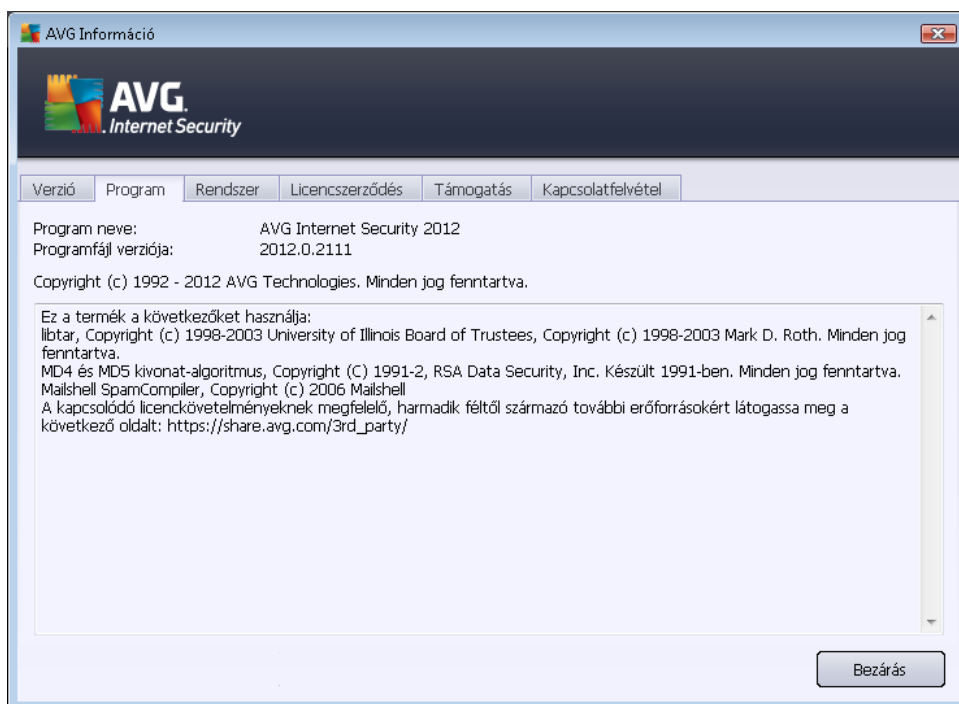 AVG Információ
AVG.
Internet Security
Verzió
Program
Rendszer
Licencszerződés
Támogatás
Kapcsolatfelvétel
Program neve: AVG Internet Security 2012
Programfájl verziója: 2012.0.2111
Copyright (c) 1992 - 2012 AVG Technologies. Minden jog fenntartva.
Ez a termék a következőket használja:
libtar, Copyright (c) 1998-2003 University of Illinois Board of Trustees, Copyright (c) 1998-2003 Mark D. Roth. Minden jog
fenntartva.
MD4 és MD5 kivonat-algoritmus, Copyright (C) 1991-2, RSA Data Security, Inc. Készült 1991-ben. Minden jog fenntartva.
Mailshell SpamCompiler, Copyright (c) 2006 Mailshell
A kapcsolódó licenckövetelményeknek megfelelő, harmadik féltől származó további erőforrásokért látogassa meg a
következő oldalt: https://share.avg.com/3rd_party/
Bezárás